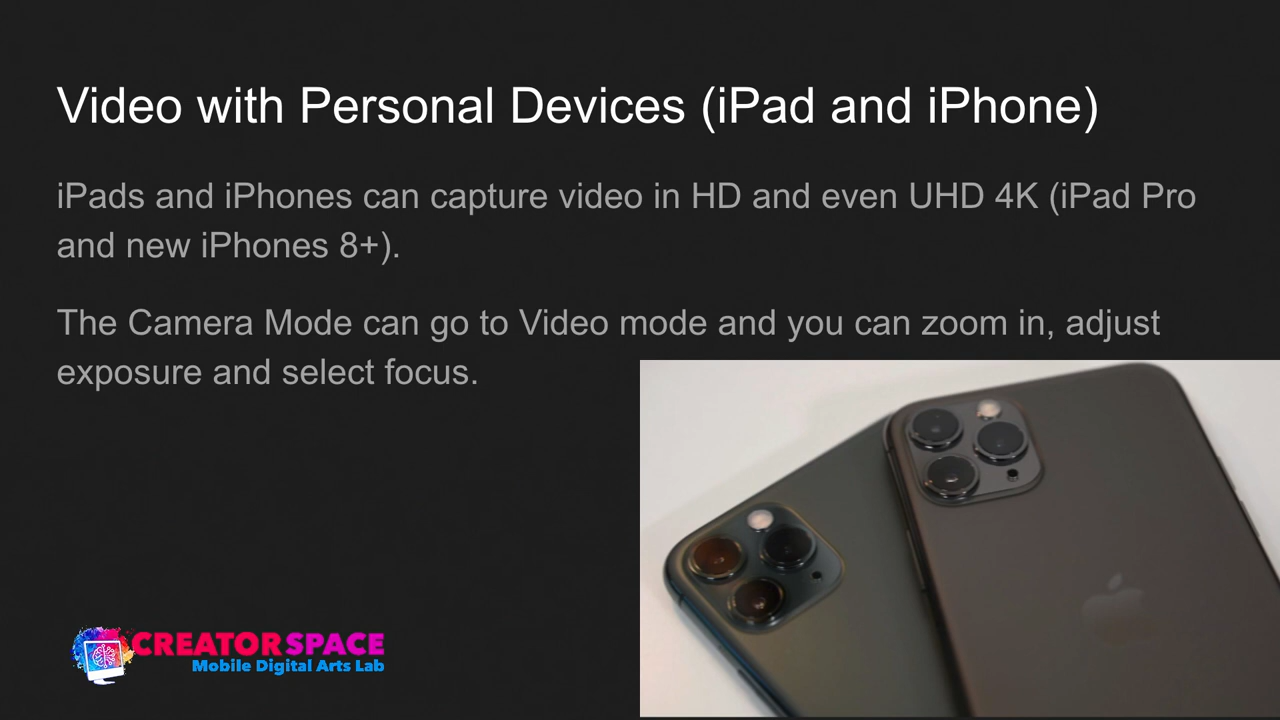 Video with Personal Devices (iPad and iPhone)
iPads and iPhones can capture video in HD and even UHD 4K (iPad Pro
and new iPhones 8+).
The Camera Mode can go to Video mode and you can zoom in, adjust
exposure and select focus.
CREATORSPACE
Mobile Digital Arts Lab